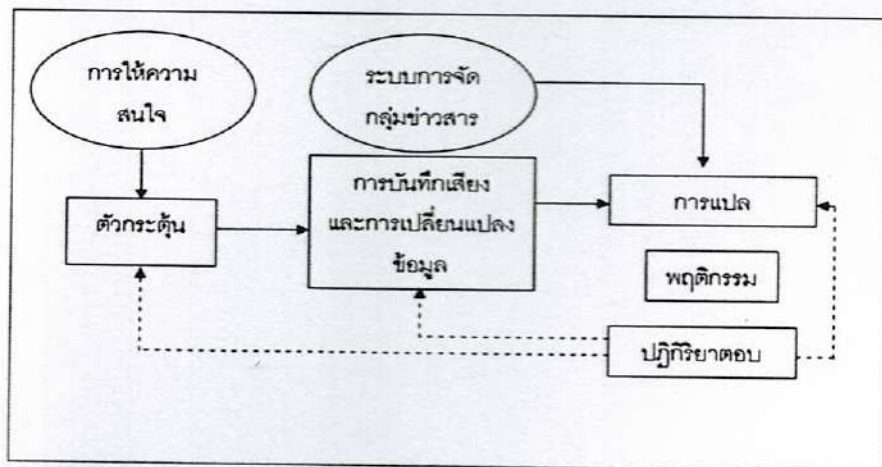 การให้ความ
สนใจ
ระบบการจัด
กลุ่มข่าวสาร
ตัวกระตุ้น
การบันทึกเสียง
และการเปลี่ยนแปลง
ข้อมูล
การแปล
พฤติกรรม
ปฏิกิริยาตอบ